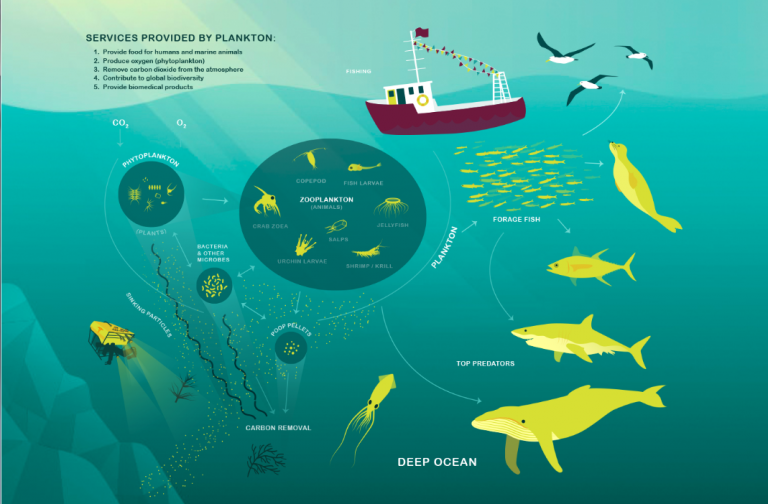 SERVICES PROVIDED BY PLANKTON:
1. Provide food for humans and marine animals
2. Produce oxygen (phytoplankton)
3. Remove carbon dioxide from the atmosphere
4. Contribute to global biodiversity
5. Provide biomedical products
FISHING
CO₂
O₂
PHYTOPLANKTON
(PLANTS)
COPEPOD
FISH LARVAE
ZOOPLANKTON
(ANIMALS)
CRAB ZOEA
JELLYFISH
SALPS
URCHIN LARVAE
SHRIMP / KRILL
BACTERIA
& OTHER
MICROBES
PLANKTON
FORAGE FISH
SINKING PARTICLES
POOP PELLETS
TOP PREDATORS
CARBON REMOVAL
DEEP OCEAN